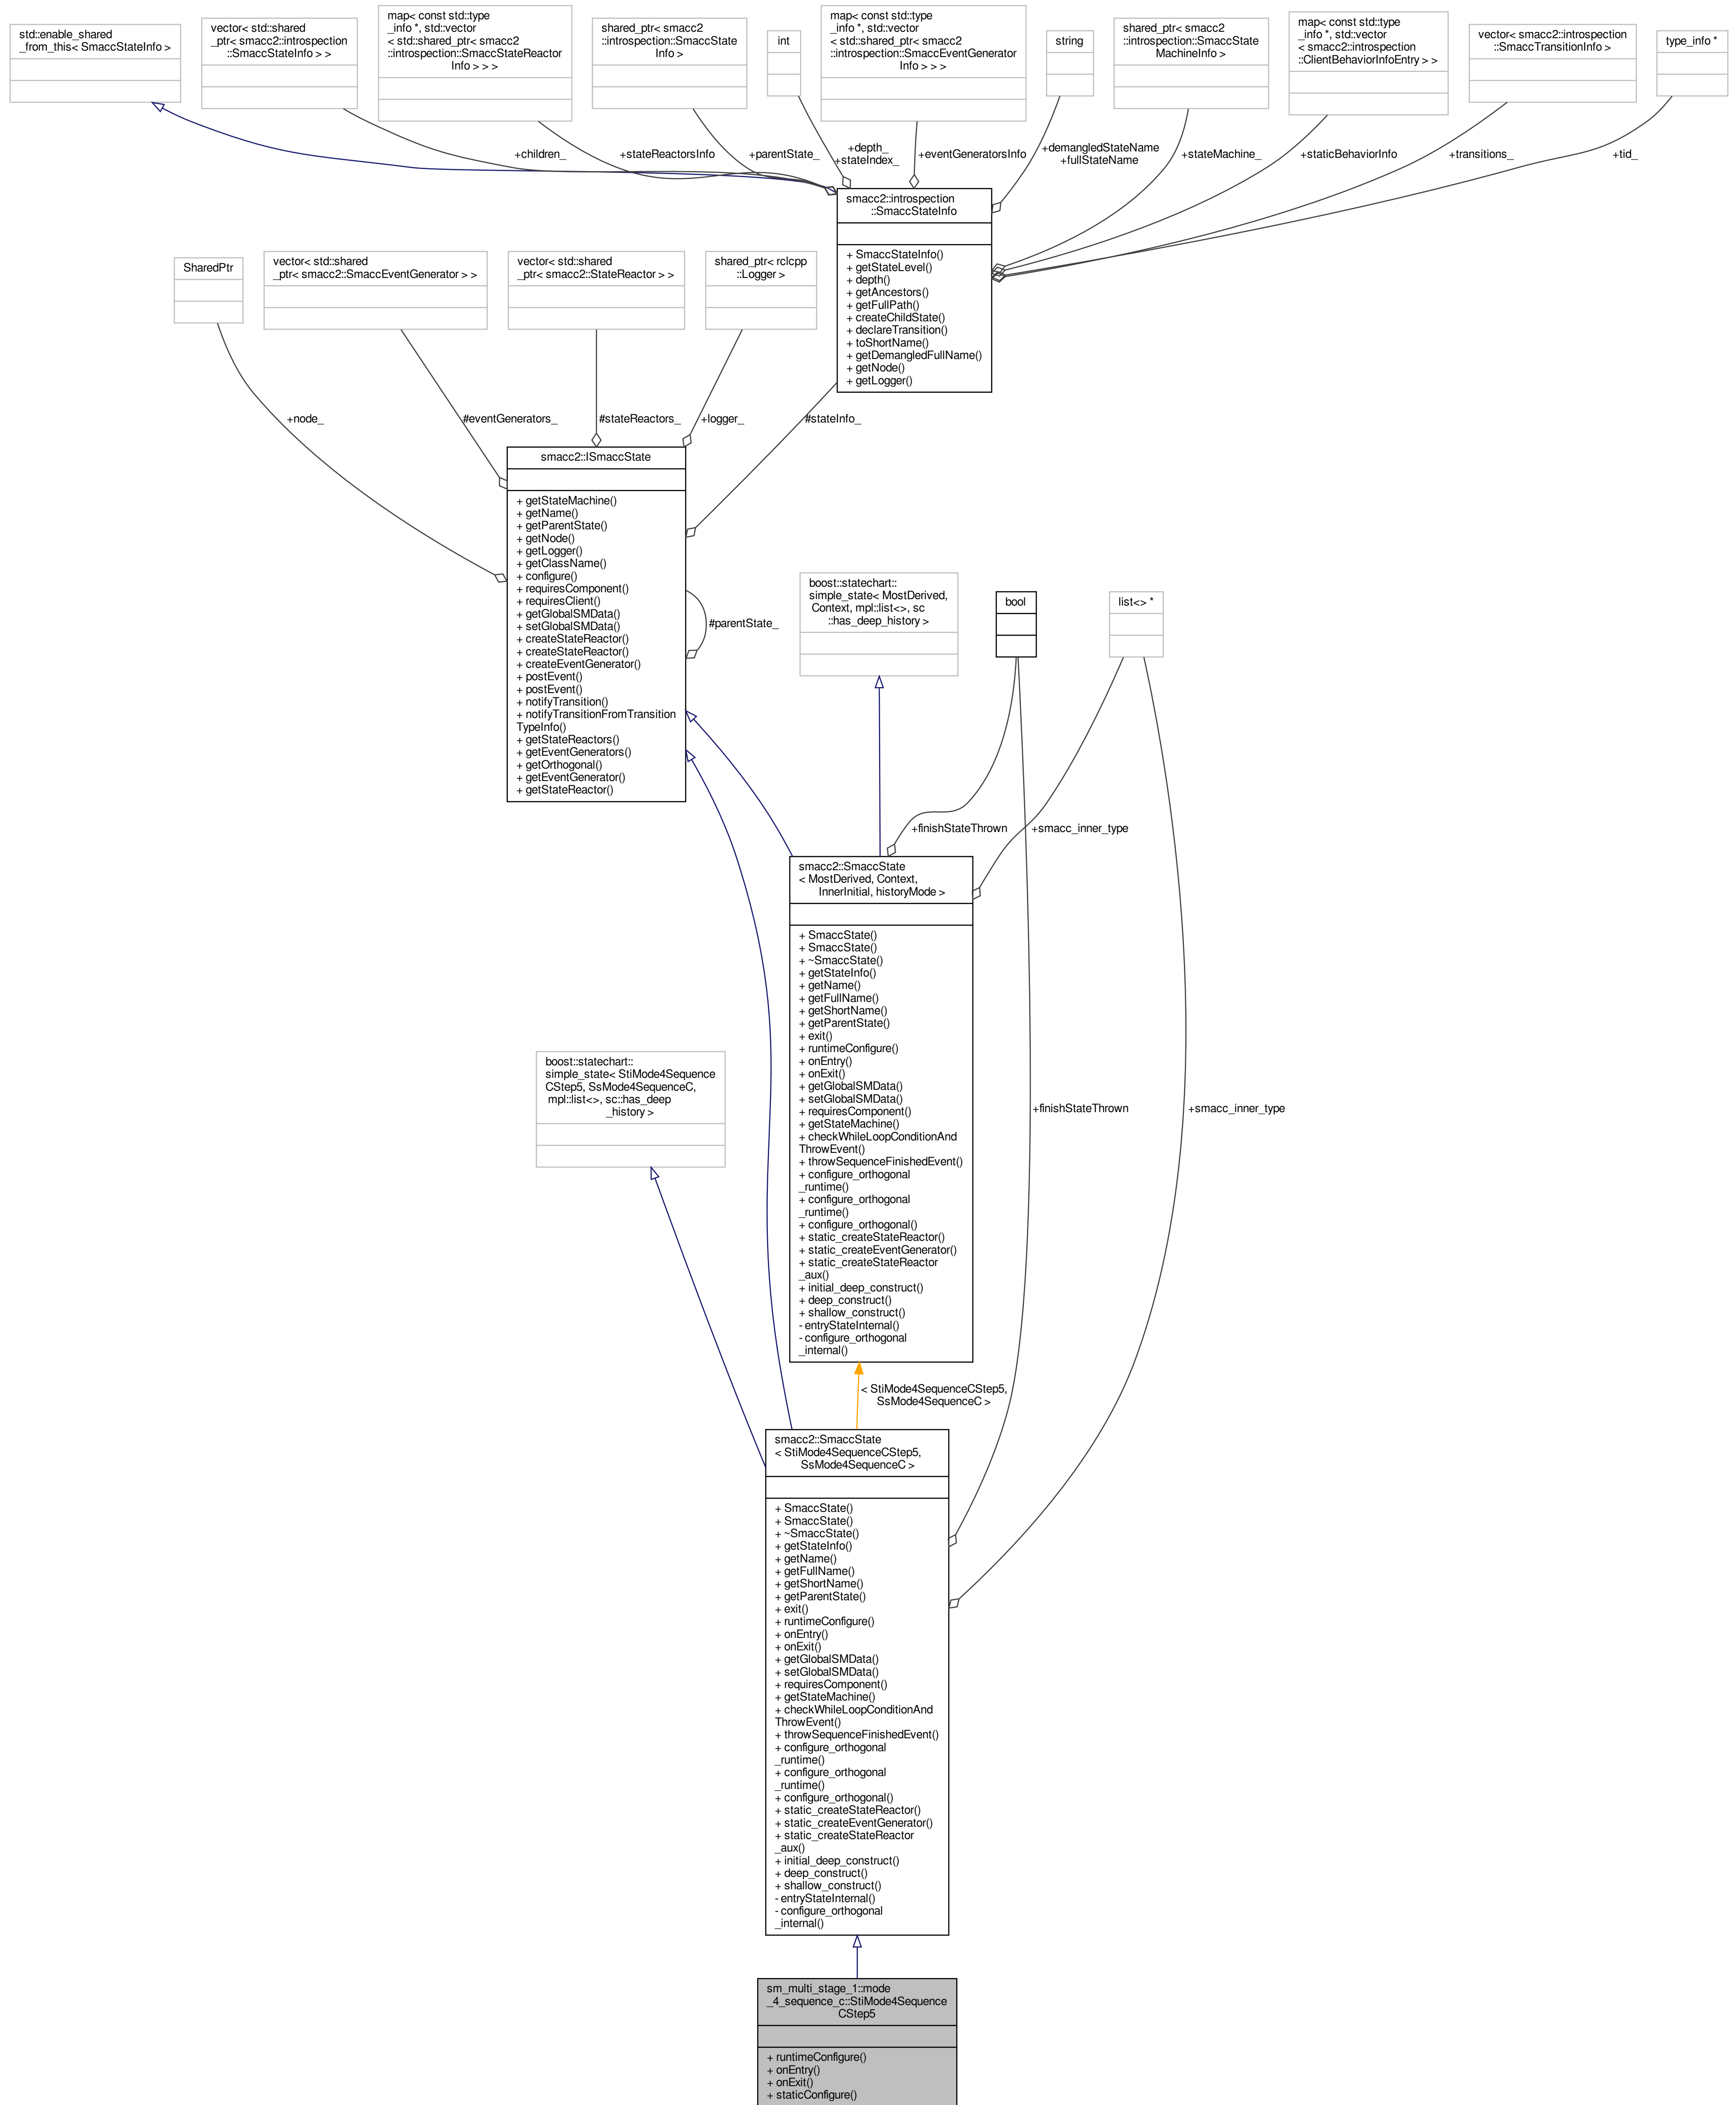 std::enable_shared
_from_this< SmaccStateInfo >
vector< std::shared
_ptr< smacc2::introspection
::SmaccStateInfo > >
map< const std::type
_info *, std::vector
< std::shared_ptr< smacc2
::introspection::SmaccStateReactor
Info > > >
shared_ptr< smacc2
::introspection::SmaccState
Info >
int
map< const std::type
_info *, std::vector
< std::shared_ptr< smacc2
::introspection::SmaccEventGenerator
Info > > >
string
shared_ptr< smacc2
::introspection::SmaccState
MachineInfo >
map< const std::type
_info *, std::vector
< smacc2::introspection
::ClientBehaviorInfoEntry > >
vector< smacc2::introspection
::SmaccTransitionInfo >
type_info *
+children_
+stateReactorsInfo
+parentState_
+depth_
+stateIndex_
+eventGeneratorsInfo
+demangledStateName
+fullStateName
+stateMachine_
+staticBehaviorInfo
+transitions_
+tid_
smacc2::introspection
::SmaccStateInfo
+ SmaccStateInfo()
+ getStateLevel()
+ depth()
+ getAncestors()
+ getFullPath()
+ createChildState()
+ declareTransition()
+ toShortName()
+ getDemangledFullName()
+ getNode()
+ getLogger()
SharedPtr
vector< std::shared
_ptr< smacc2::SmaccEventGenerator > >
vector< std::shared
_ptr< smacc2::StateReactor > >
shared_ptr< rclcpp
::Logger >
+node_
#eventGenerators_
#stateReactors_
+logger_
#stateInfo_
smacc2::ISmaccState
+ getStateMachine()
+ getName()
+ getParentState()
+ getNode()
+ getLogger()
+ getClassName()
+ configure()
+ requiresComponent()
+ requiresClient()
+ getGlobalSMData()
+ setGlobalSMData()
+ createStateReactor()
+ createStateReactor()
+ createEventGenerator()
+ postEvent()
+ postEvent()
+ notifyTransition()
+ notifyTransitionFromTransition
TypeInfo()
+ getStateReactors()
+ getEventGenerators()
+ getOrthogonal()
+ getEventGenerator()
+ getStateReactor()
#parentState_
boost::statechart::
simple_state< MostDerived,
Context, mpl::list<>, sc
::has_deep_history >
bool
list<> *
+finishStateThrown
+smacc_inner_type
smacc2::SmaccState
< MostDerived, Context,
InnerInitial, historyMode >
+ SmaccState()
+ SmaccState()
+ ~SmaccState()
+ getStateInfo()
+ getName()
+ getFullName()
+ getShortName()
+ getParentState()
+ exit()
+ runtimeConfigure()
+ onEntry()
+ onExit()
+ getGlobalSMData()
+ setGlobalSMData()
+ requiresComponent()
+ getStateMachine()
+ checkWhileLoopConditionAnd
ThrowEvent()
+ throwSequenceFinishedEvent()
+ configure_orthogonal
_runtime()
+ configure_orthogonal
_runtime()
+ configure_orthogonal()
+ static_createStateReactor()
+ static_createEventGenerator()
+ static_createStateReactor
_aux()
+ initial_deep_construct()
+ deep_construct()
+ shallow_construct()
- entryStateInternal()
- configure_orthogonal
_internal()
boost::statechart::
simple_state< StiMode4Sequence
CStep5, SsMode4SequenceC,
mpl::list<>, sc::has_deep
_history >
+finishStateThrown
+smacc_inner_type
< StiMode4SequenceCStep5,
SsMode4SequenceC >
smacc2::SmaccState
< StiMode4SequenceCStep5,
SsMode4SequenceC >
+ SmaccState()
+ SmaccState()
+ ~SmaccState()
+ getStateInfo()
+ getName()
+ getFullName()
+ getShortName()
+ getParentState()
+ exit()
+ runtimeConfigure()
+ onEntry()
+ onExit()
+ getGlobalSMData()
+ setGlobalSMData()
+ requiresComponent()
+ getStateMachine()
+ checkWhileLoopConditionAnd
ThrowEvent()
+ throwSequenceFinishedEvent()
+ configure_orthogonal
_runtime()
+ configure_orthogonal
_runtime()
+ configure_orthogonal()
+ static_createStateReactor()
+ static_createEventGenerator()
+ static_createStateReactor
_aux()
+ initial_deep_construct()
+ deep_construct()
+ shallow_construct()
- entryStateInternal()
- configure_orthogonal
_internal()
sm_multi_stage_1::mode
_4_sequence_c::StiMode4Sequence
CStep5
+ runtimeConfigure()
+ onEntry()
+ onExit()
+ staticConfigure()